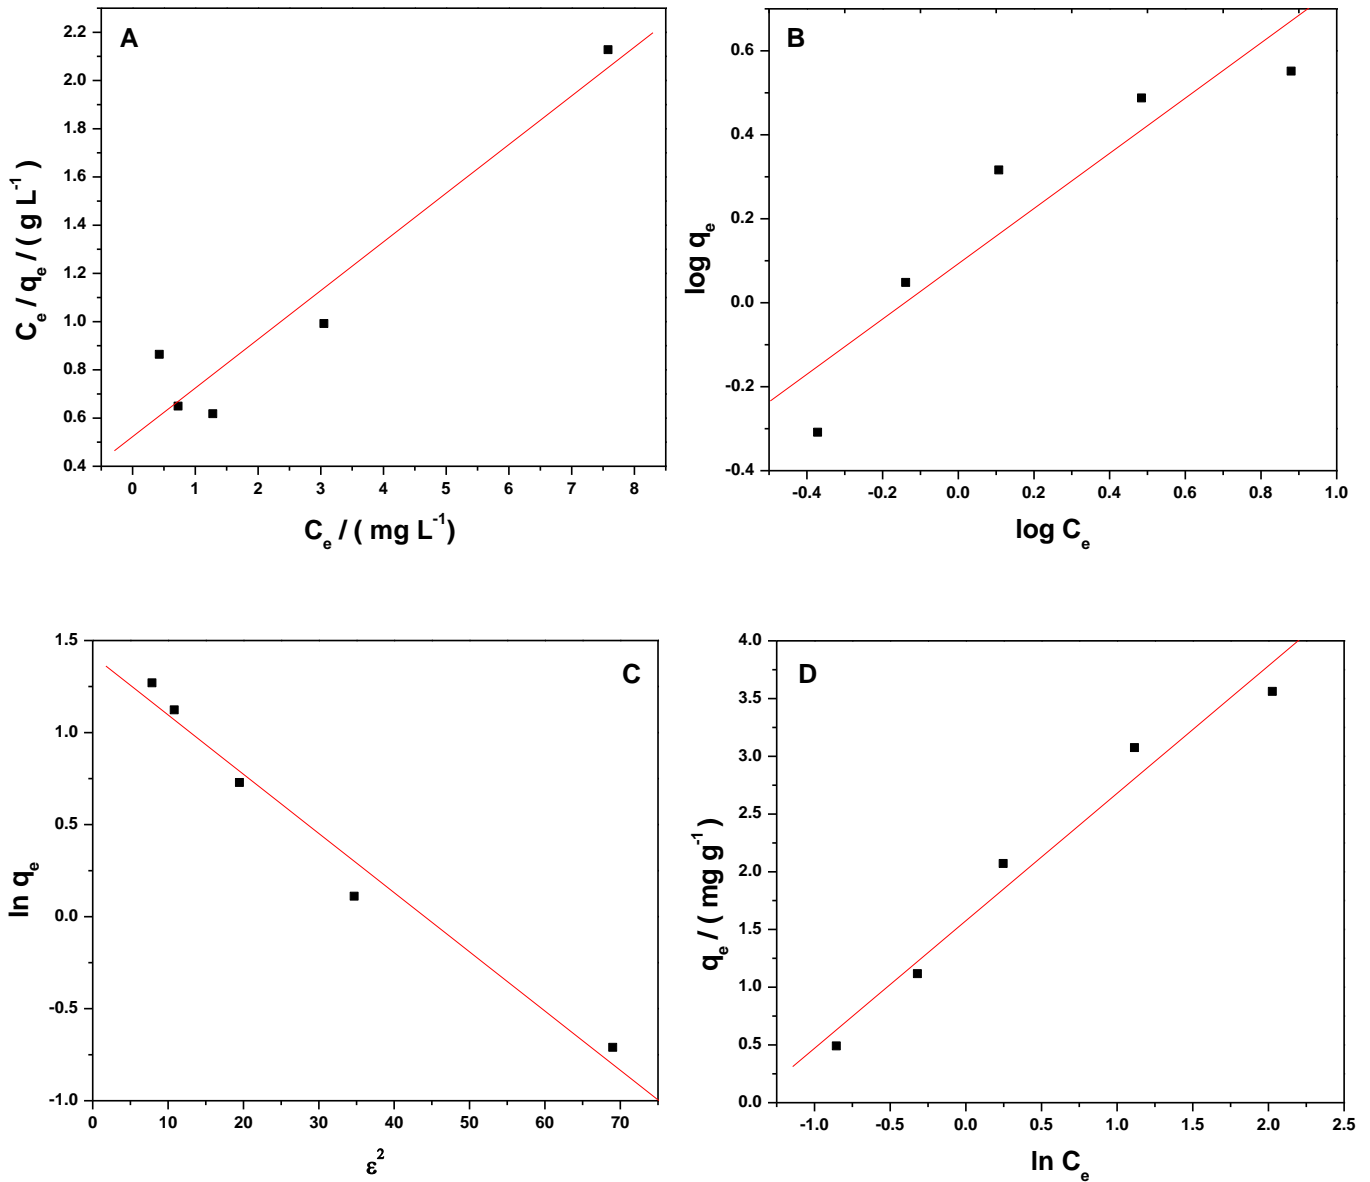 A
2.2
2.0
1.8
1.6
1.4
1.2
1.0
0.8
0.6
0.4
0 1 2 3 4 5 6 7 8
C_e / q_e / ( g L^-1 )
C_e / ( mg L^-1)
B
0.6
0.4
0.2
0.0
-0.2
-0.4
-0.4 -0.2 0.0 0.2 0.4 0.6 0.8 1.0
log q_e
log C_e
C
1.5
1.0
0.5
0.0
-0.5
-1.0
0 10 20 30 40 50 60 70
ln q_e
ε^2
D
4.0
3.5
3.0
2.5
2.0
1.5
1.0
0.5
0.0
-1.0 -0.5 0.0 0.5 1.0 1.5 2.0 2.5
q_e / ( mg g^-1 )
ln C_e